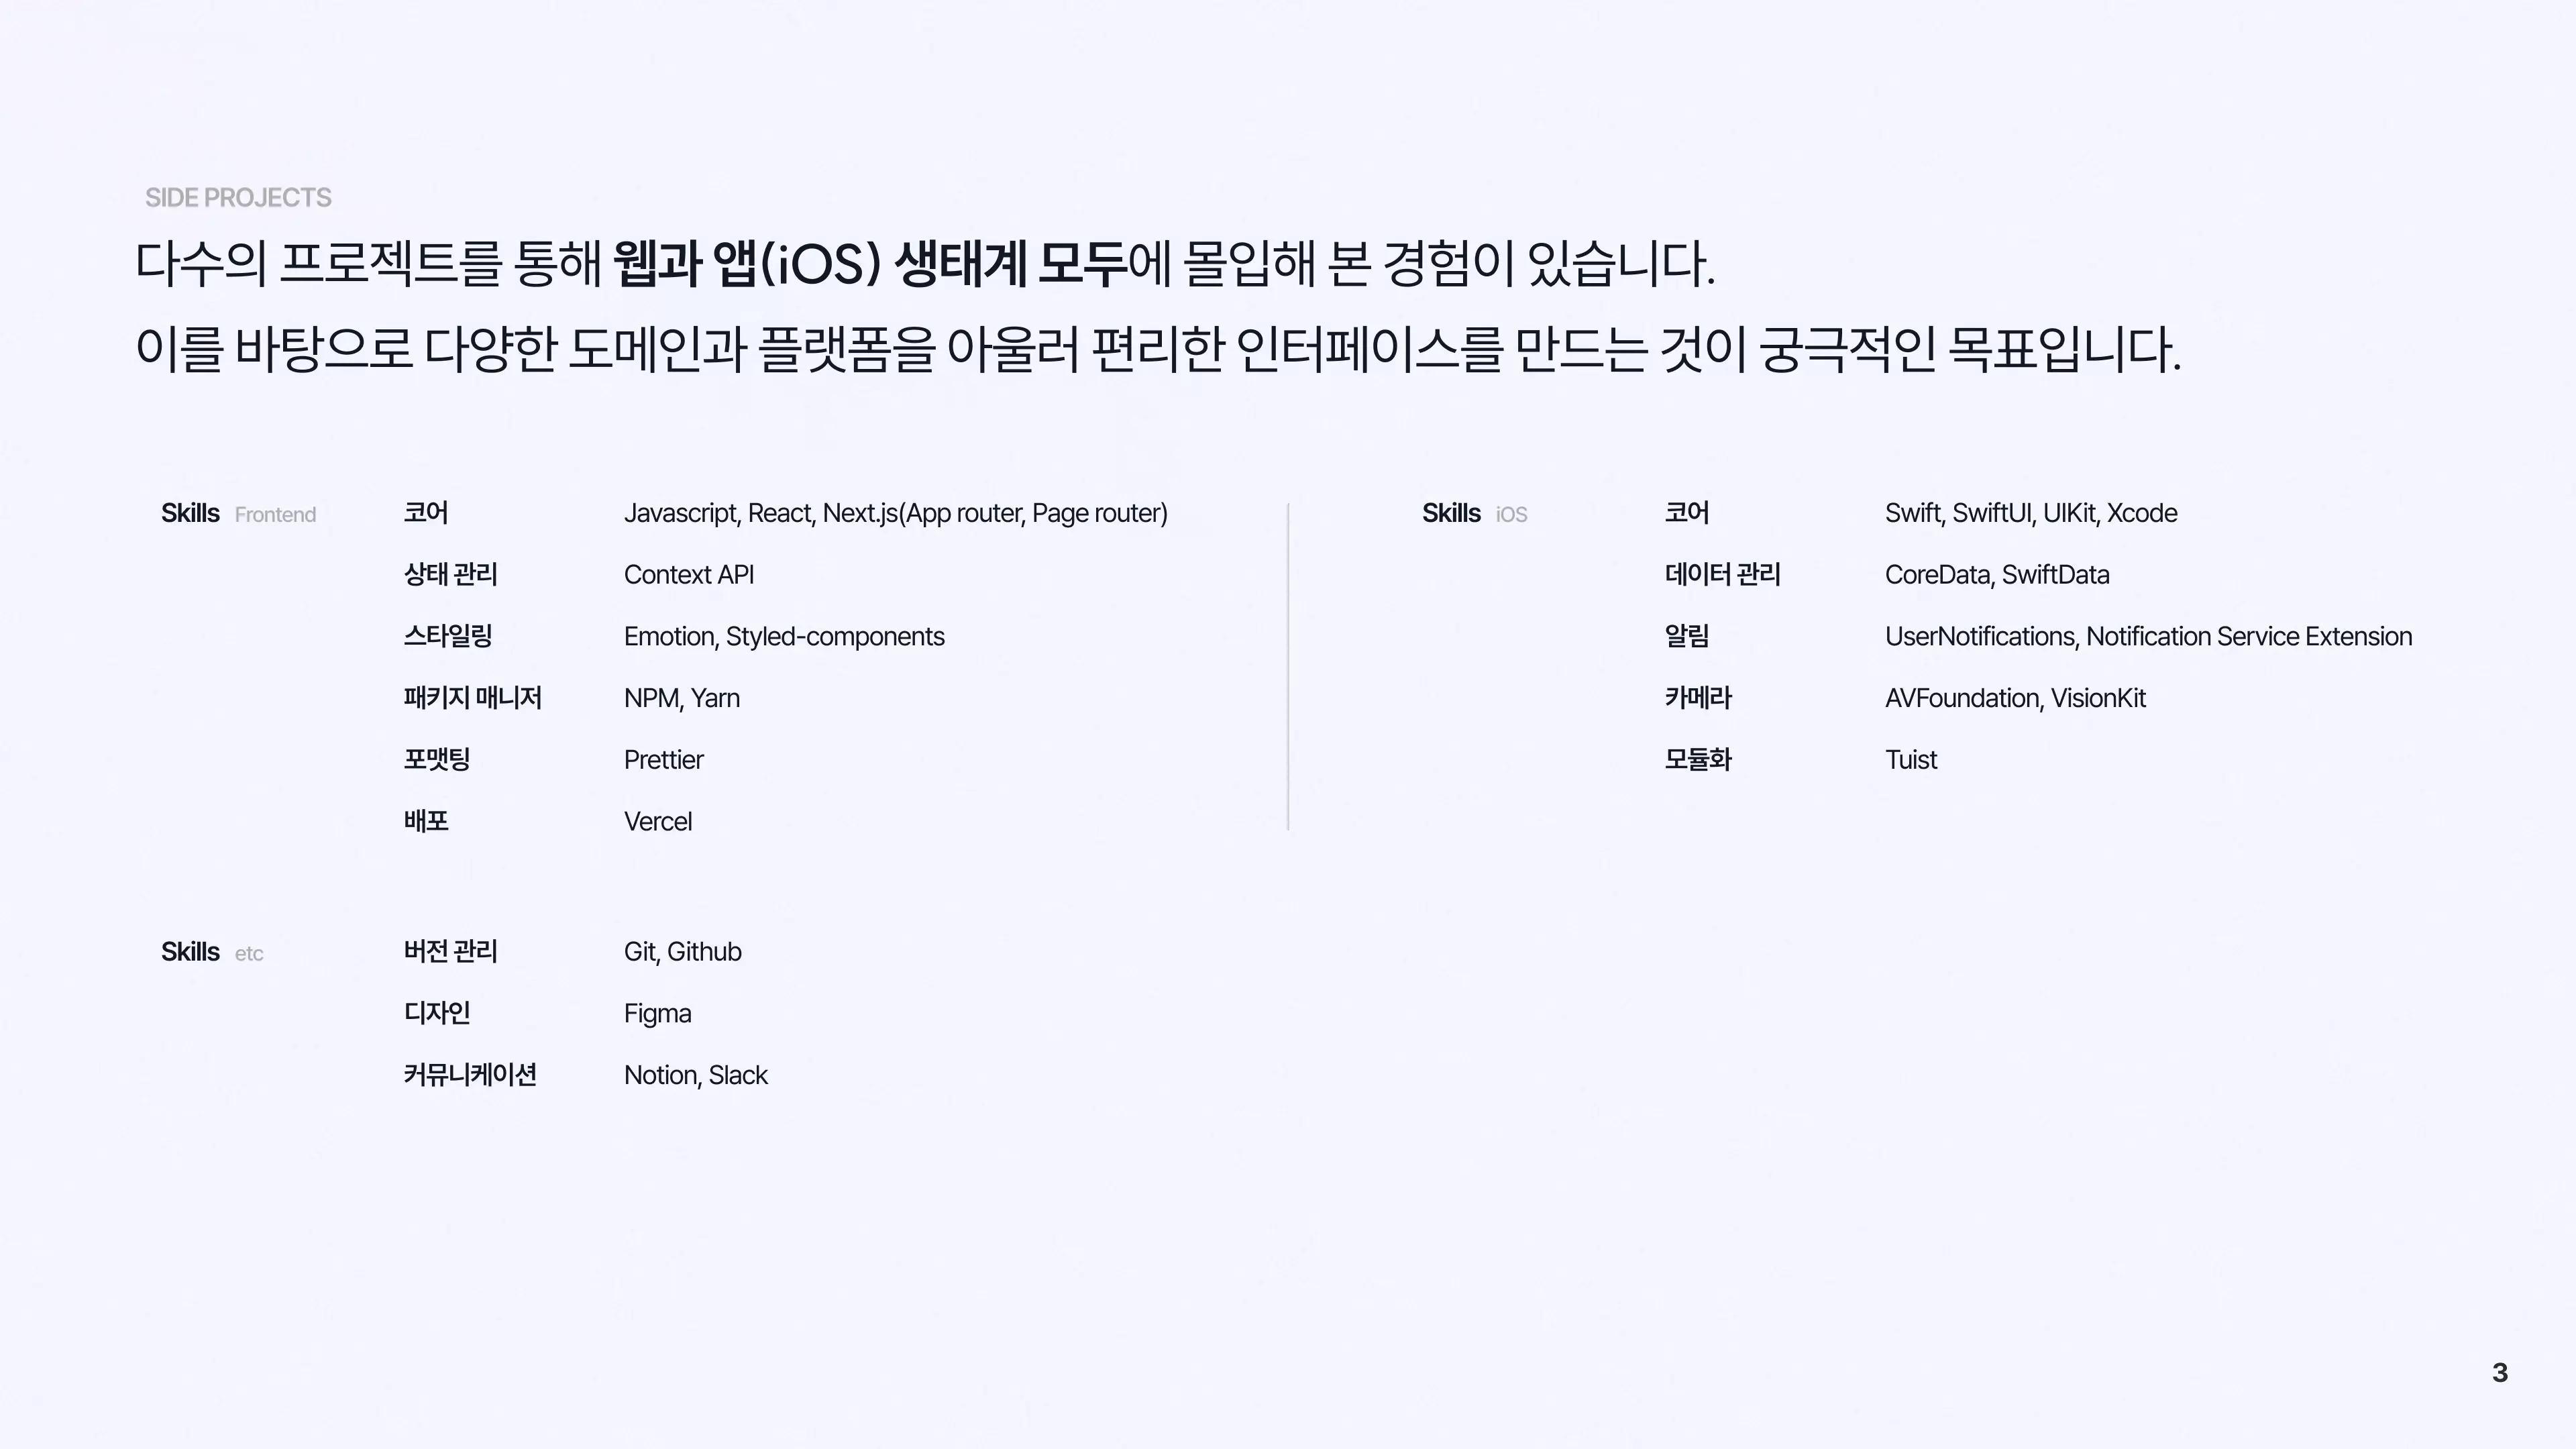 SIDE PROJECTS
다수의 프로젝트를 통해 웹과 앱(iOS) 생태계 모두에 몰입해 본 경험이 있습니다.
이를 바탕으로 다양한 도메인과 플랫폼을 아울러 편리한 인터페이스를 만드는 것이 궁극적인 목표입니다.
Skills Frontend
코어 Javascript, React, Next.js(App router, Page router)
상태 관리 Context API
스타일링 Emotion, Styled-components
패키지 매니저 NPM, Yarn
포맷팅 Prettier
배포 Vercel
Skills iOS
코어 Swift, SwiftUI, UIKit, Xcode
데이터 관리 CoreData, SwiftData
알림 UserNotifications, Notification Service Extension
카메라 AVFoundation, VisionKit
모듈화 Tuist
Skills etc
버전 관리 Git, Github
디자인 Figma
커뮤니케이션 Notion, Slack
3